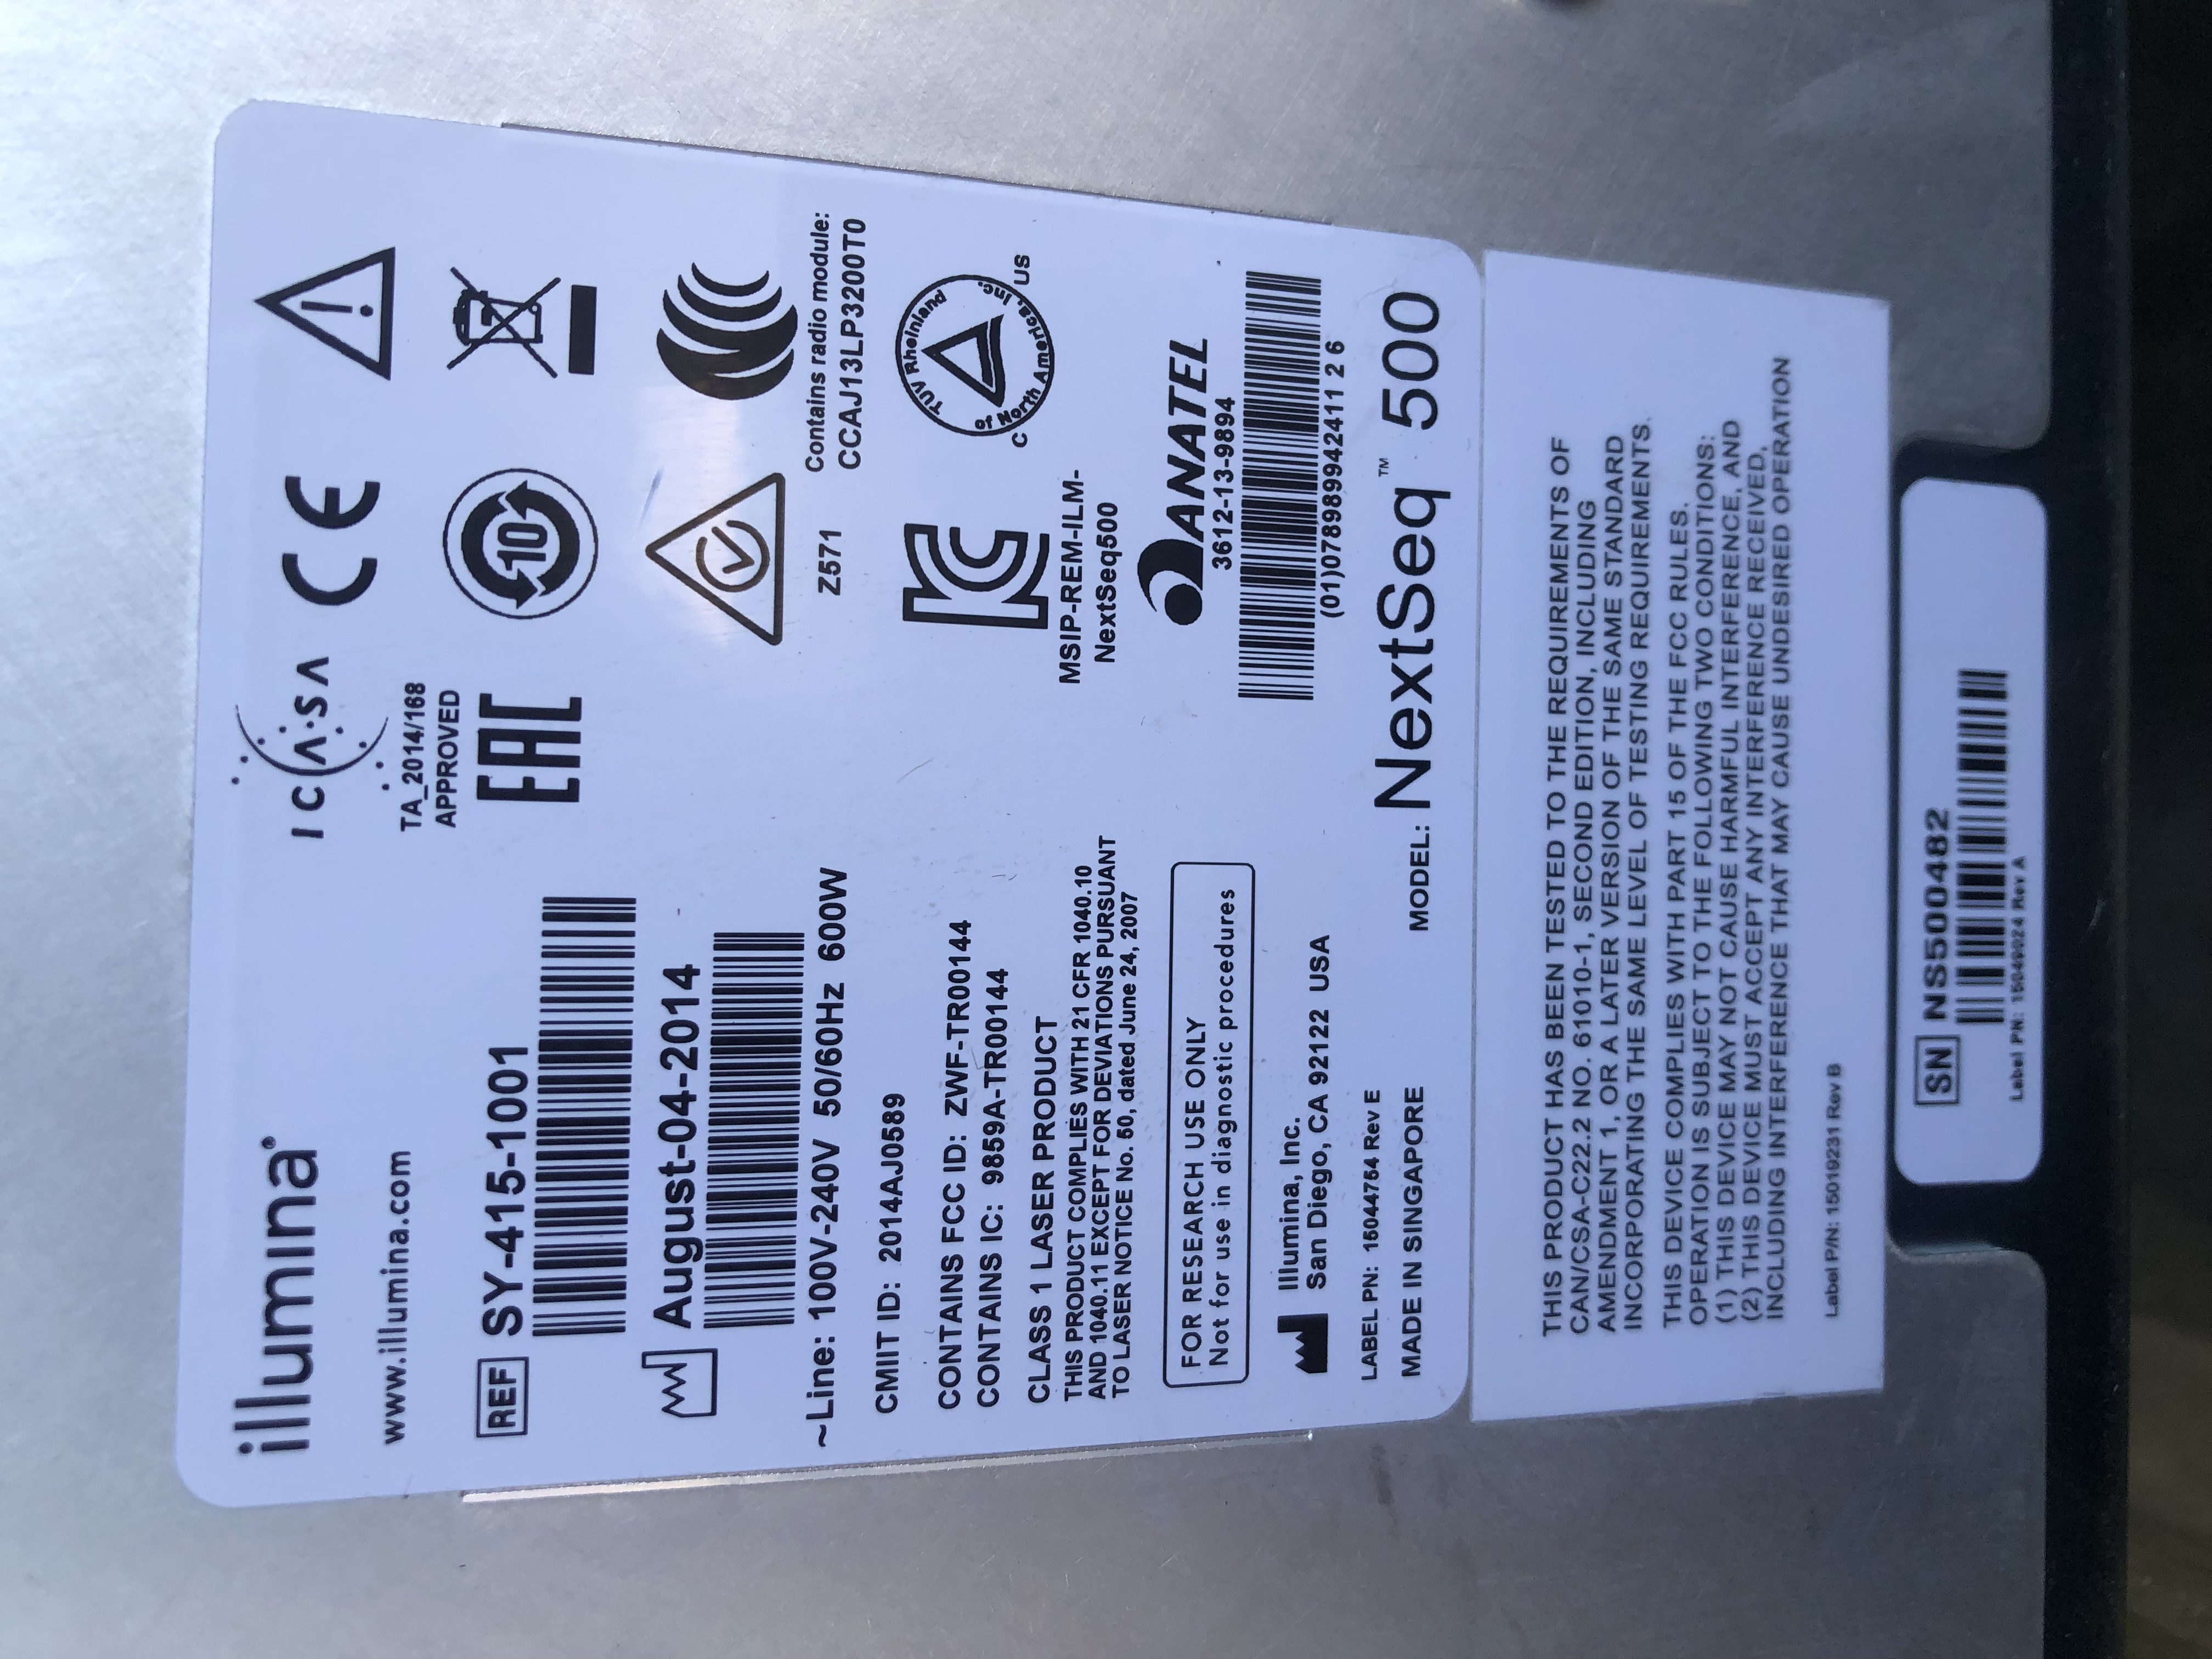 illumina®
www.illumina.com
REF SY-415-1001
August-04-2014
~Line: 100V-240V 50/60Hz 600W
CMIIT ID: 2014AJ0589
CONTAINS FCC ID: ZWF-TR00144
CONTAINS IC: 9859A-TR00144
CLASS 1 LASER PRODUCT
THIS PRODUCT COMPLIES WITH 21 CFR 1040.10
AND 1040.11 EXCEPT FOR DEVIATIONS PURSUANT
TO LASER NOTICE No. 50, dated June 24, 2007
FOR RESEARCH USE ONLY
Not for use in diagnostic procedures
Illumina, Inc.
San Diego, CA 92122 USA
LABEL PN: 15044754 Rev E
MADE IN SINGAPORE
ICASA
TA_2014/168
APPROVED
CE
EAC
10
Z571
Contains radio module:
CCAJ13LP3200T0
KC
MSIP-REM-ILM-
NextSeq500
TUV Rheinland
of North America, Inc.
C US
ANATEL
3612-13-9894
(01)07898994241126
MODEL: NextSeq™ 500
THIS PRODUCT HAS BEEN TESTED TO THE REQUIREMENTS OF
CAN/CSA-C22.2 NO. 61010-1, SECOND EDITION, INCLUDING
AMENDMENT 1, OR A LATER VERSION OF THE SAME STANDARD
INCORPORATING THE SAME LEVEL OF TESTING REQUIREMENTS.
THIS DEVICE COMPLIES WITH PART 15 OF THE FCC RULES.
OPERATION IS SUBJECT TO THE FOLLOWING TWO CONDITIONS:
(1) THIS DEVICE MAY NOT CAUSE HARMFUL INTERFERENCE, AND
(2) THIS DEVICE MUST ACCEPT ANY INTERFERENCE RECEIVED,
INCLUDING INTERFERENCE THAT MAY CAUSE UNDESIRED OPERATION
Label P/N: 15019231 Rev B
SN NS500482
Label PN: 15049024 Rev A